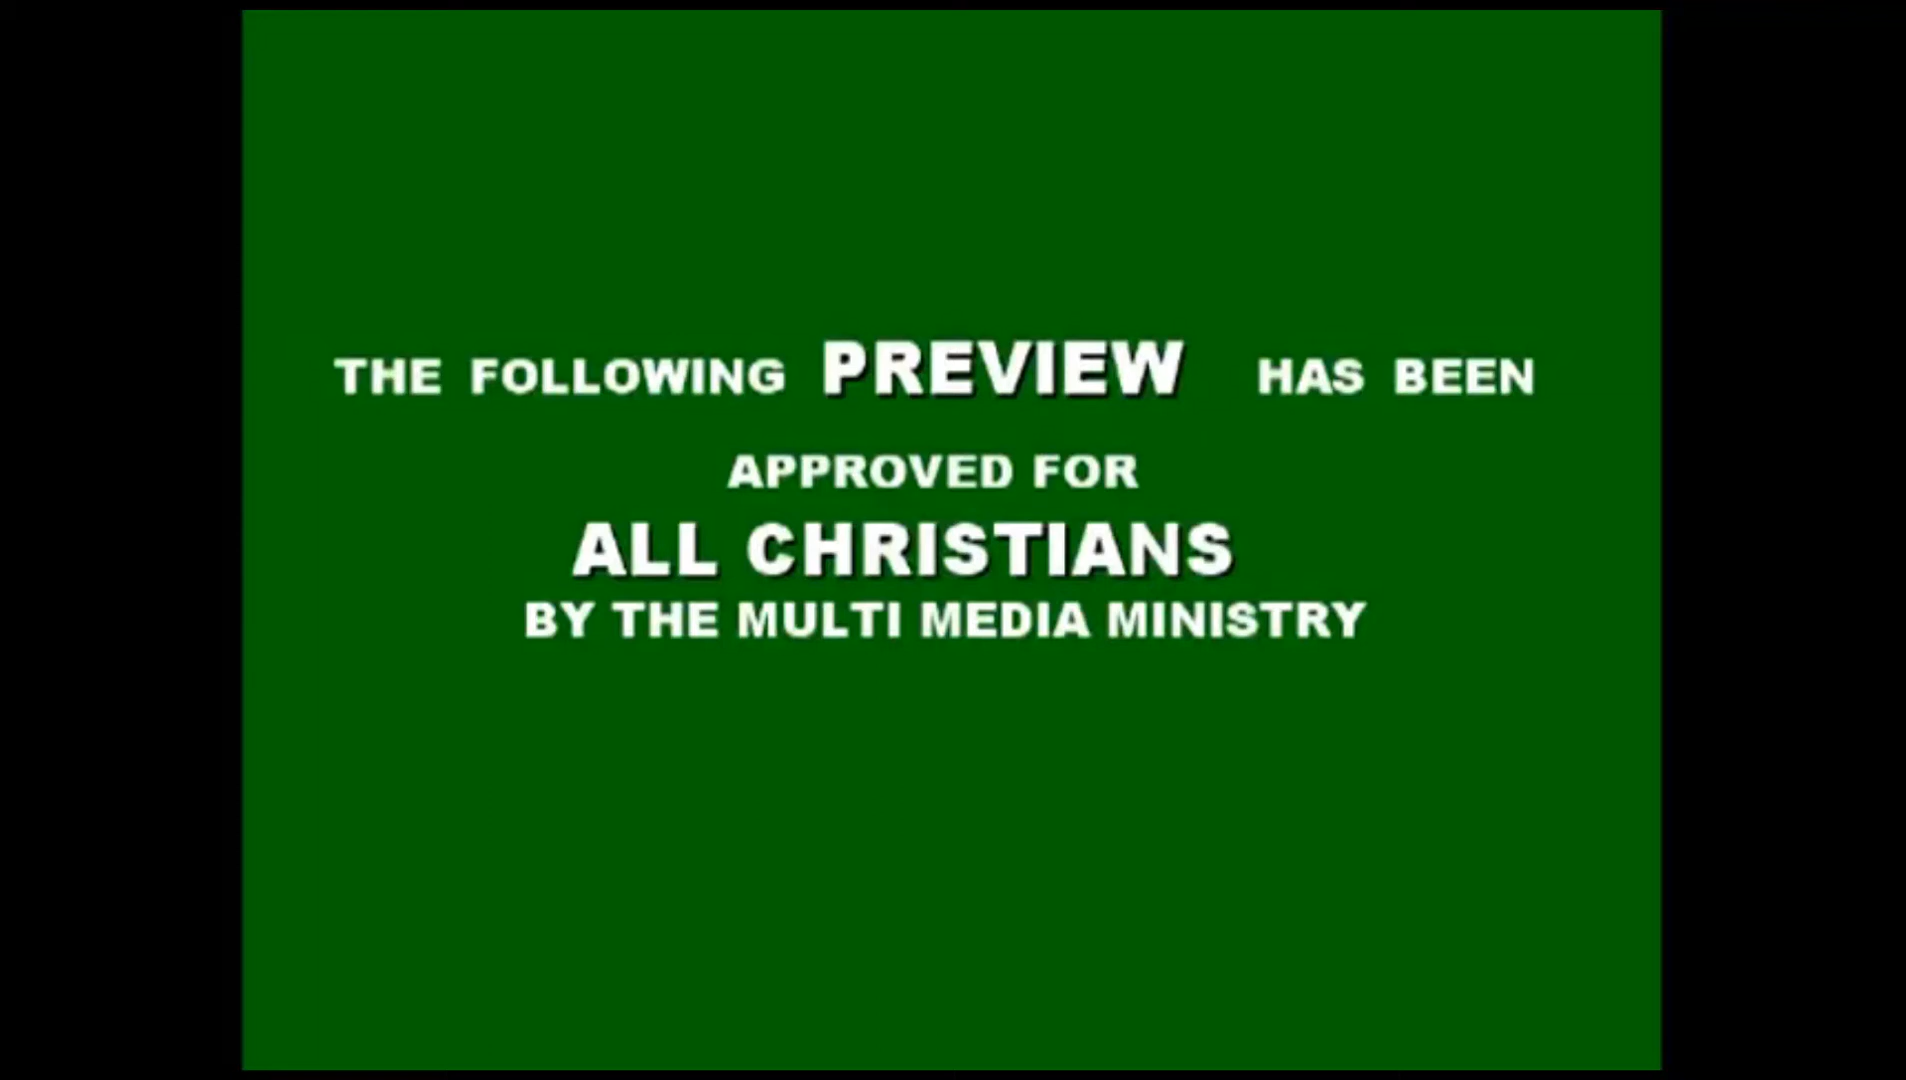 THE FOLLOWING PREVIEW HAS BEEN
APPROVED FOR
ALL CHRISTIANS
BY THE MULTI MEDIA MINISTRY